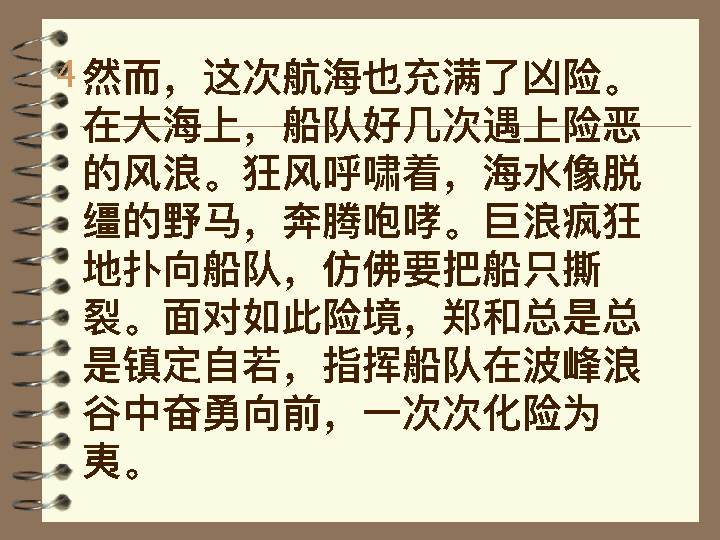 4 然而，这次航海也充满了凶险。
在大海上，船队好几次遇上险恶
的风浪。狂风呼啸着，海水像脱
缰的野马，奔腾咆哮。巨浪疯狂
地扑向船队，仿佛要把船只撕
裂。面对如此险境，郑和总是总
是镇定自若，指挥船队在波峰浪
谷中奋勇向前，一次次化险为
夷。